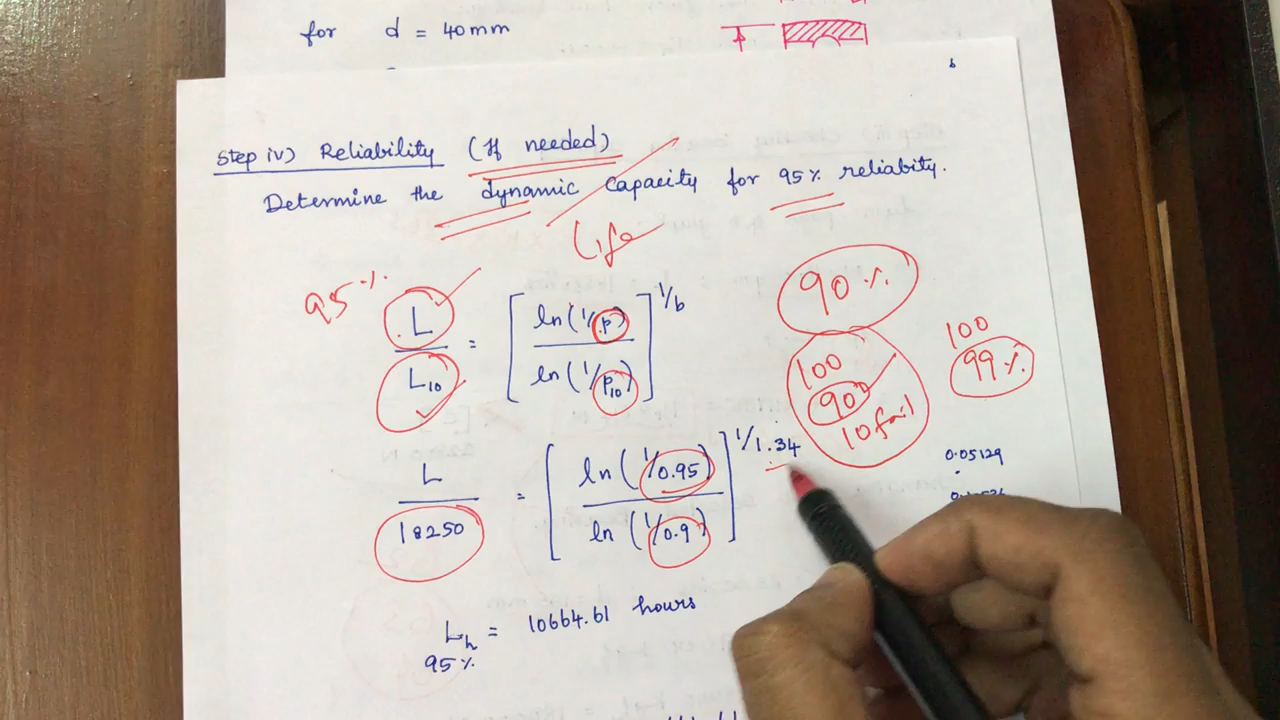 for d = 40mm
Step iv) Reliability (If needed)
Determine the dynamic capacity for 95% reliabity.
Life
95%
L/L10 = [ln(1/p)/ln(1/p10)]^1/b
90%
100
90
10 fail
100
99%
L/18250 = [ln(1/0.95)/ln(1/0.9)]^1/1.34
0.05129
Lh 95% = 10664.61 hours